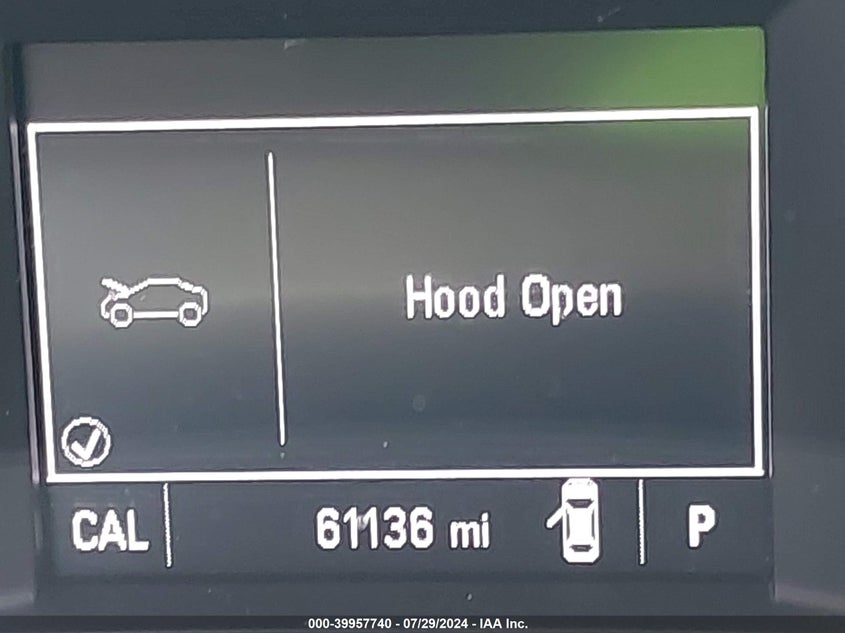 Hood Open
CAL
61136 mi
P
000-39957740 - 07/29/2024 - IAA Inc.